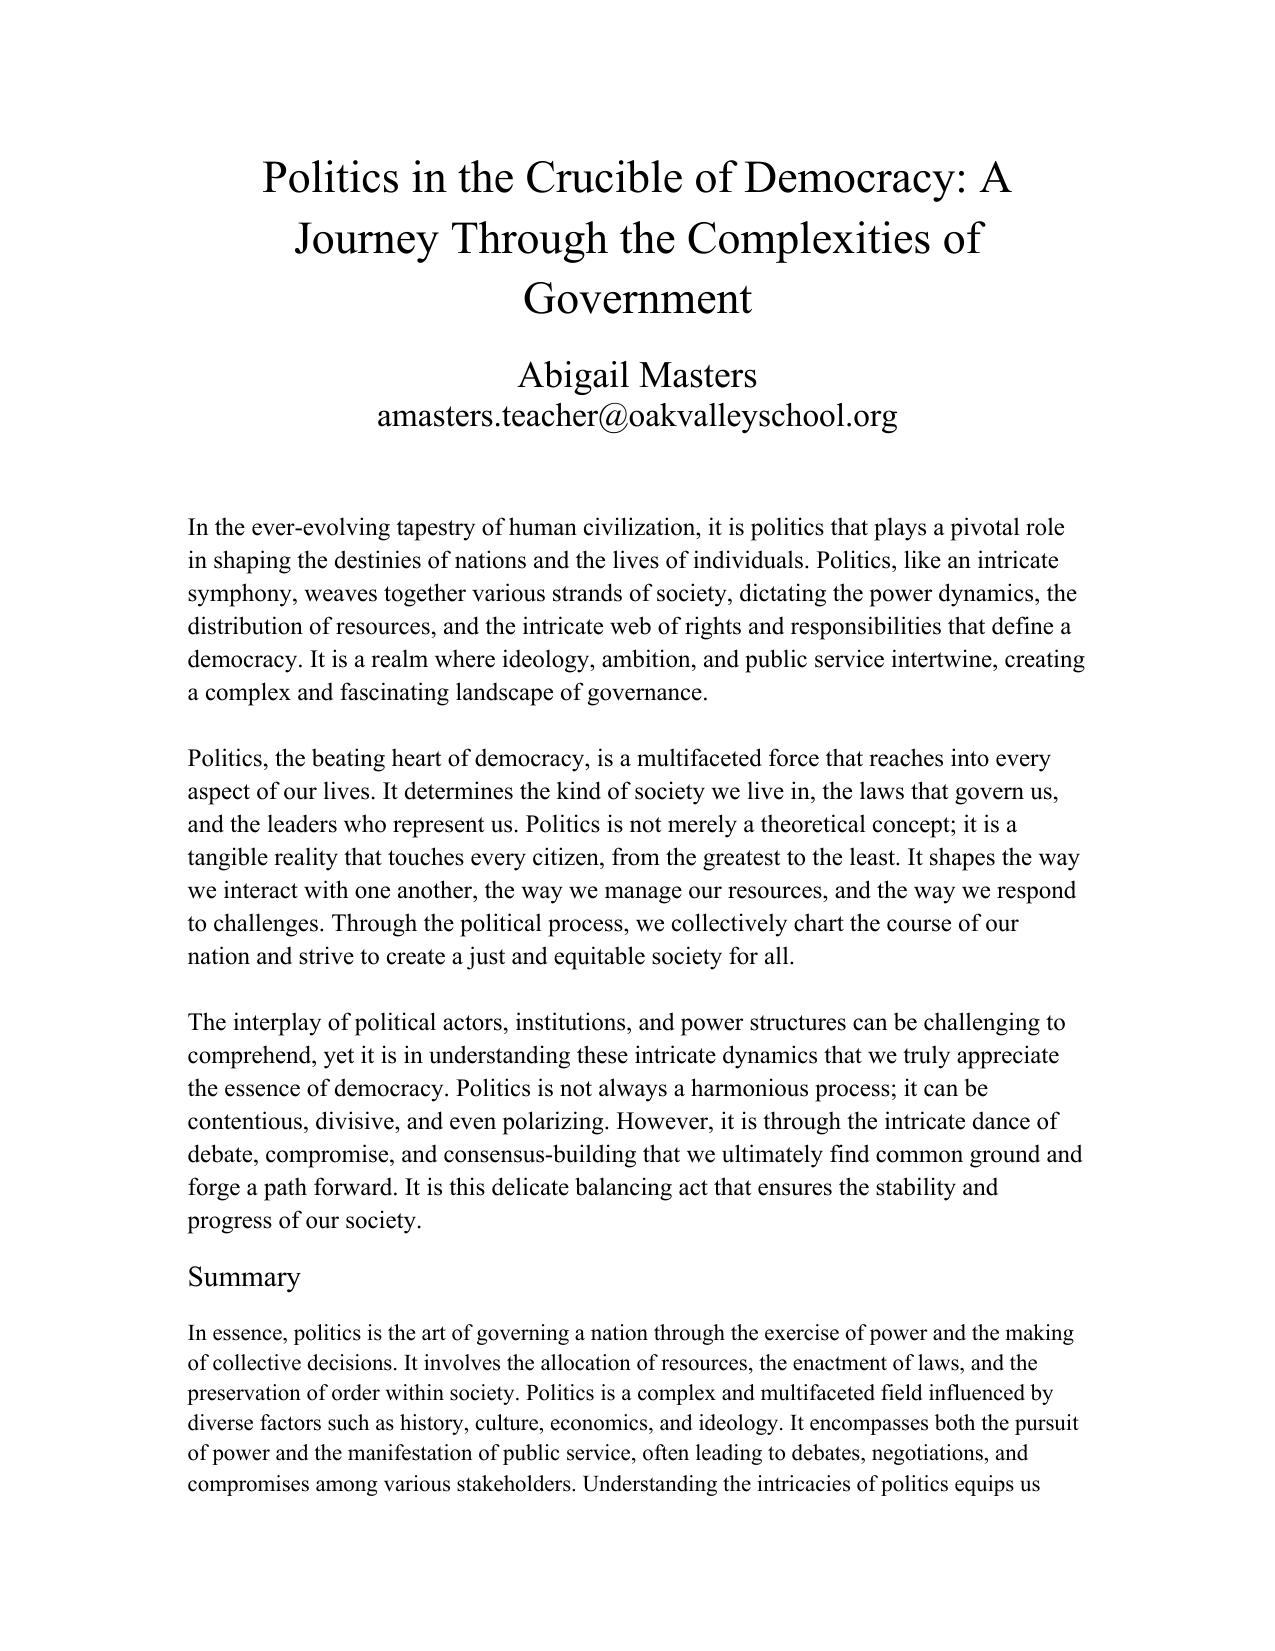 Politics in the Crucible of Democracy: A
Journey Through the Complexities of
Government
Abigail Masters
amasters.teacher@oakvalleyschool.org
In the ever-evolving tapestry of human civilization, it is politics that plays a pivotal role
in shaping the destinies of nations and the lives of individuals. Politics, like an intricate
symphony, weaves together various strands of society, dictating the power dynamics, the
distribution of resources, and the intricate web of rights and responsibilities that define a
democracy. It is a realm where ideology, ambition, and public service intertwine, creating
a complex and fascinating landscape of governance.
Politics, the beating heart of democracy, is a multifaceted force that reaches into every
aspect of our lives. It determines the kind of society we live in, the laws that govern us,
and the leaders who represent us. Politics is not merely a theoretical concept; it is a
tangible reality that touches every citizen, from the greatest to the least. It shapes the way
we interact with one another, the way we manage our resources, and the way we respond
to challenges. Through the political process, we collectively chart the course of our
nation and strive to create a just and equitable society for all.
The interplay of political actors, institutions, and power structures can be challenging to
comprehend, yet it is in understanding these intricate dynamics that we truly appreciate
the essence of democracy. Politics is not always a harmonious process; it can be
contentious, divisive, and even polarizing. However, it is through the intricate dance of
debate, compromise, and consensus-building that we ultimately find common ground and
forge a path forward. It is this delicate balancing act that ensures the stability and
progress of our society.
Summary
In essence, politics is the art of governing a nation through the exercise of power and the making
of collective decisions. It involves the allocation of resources, the enactment of laws, and the
preservation of order within society. Politics is a complex and multifaceted field influenced by
diverse factors such as history, culture, economics, and ideology. It encompasses both the pursuit
of power and the manifestation of public service, often leading to debates, negotiations, and
compromises among various stakeholders. Understanding the intricacies of politics equips us